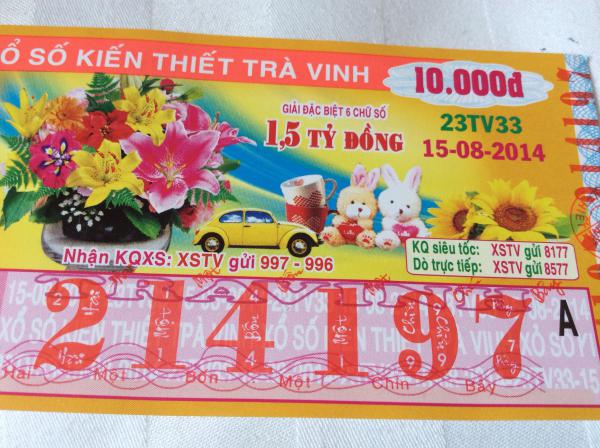 Ổ SỐ KIẾN THIẾT TRÀ VINH
10.000đ
GIẢI ĐẶC BIỆT 6 CHỮ SỐ
1,5 TỶ ĐỒNG
23TV33
15-08-2014
Nhận KQXS: XSTV gửi 997 - 996
KQ siêu tốc: XSTV gửi 8177
Dò trực tiếp: XSTV gửi 8577
214197
A
Hai Một Bốn Một Chín Bảy